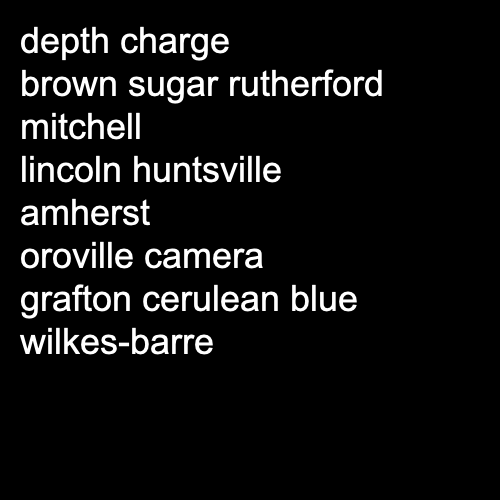 depth charge
brown sugar rutherford
mitchell
lincoln huntsville
amherst
oroville camera
grafton cerulean blue
wilkes-barre